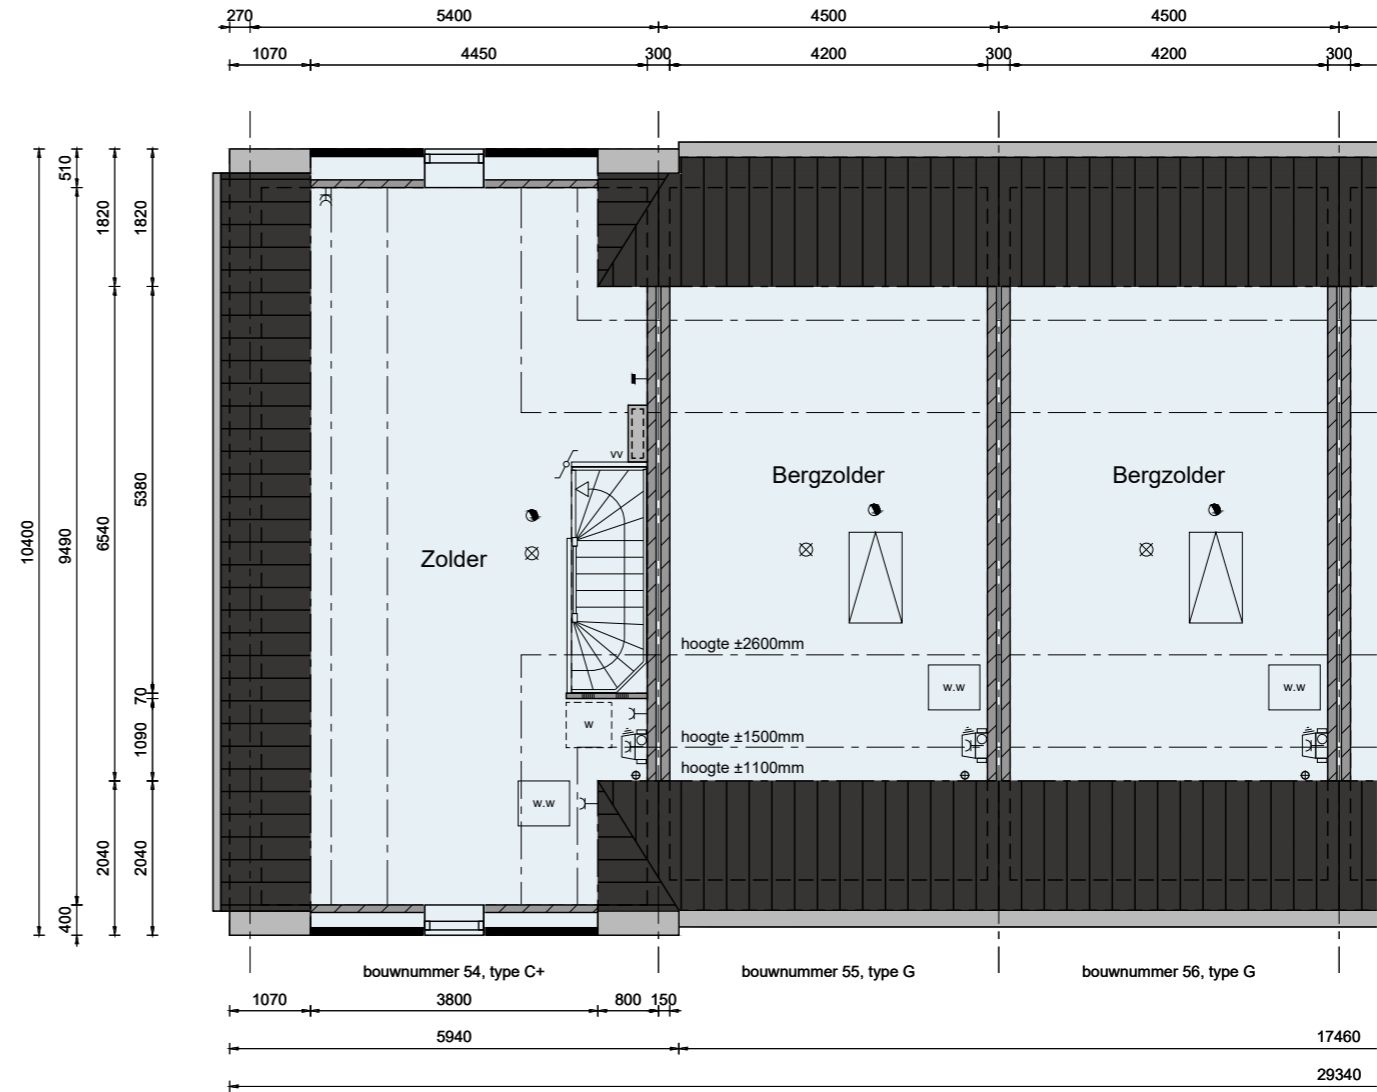 270
5400
4500
4500
1070
4450
300
4200
300
4200
300
10400
510
9490
400
1820
6540
2040
1820
5380
70
1090
2040
vv
Bergzolder
Bergzolder
Zolder
hoogte ±2600mm
w.w
w.w
w
hoogte ±1500mm
hoogte ±1100mm
w.w
bouwnummer 54, type C+
bouwnummer 55, type G
bouwnummer 56, type G
1070
3800
800
150
5940
17460
29340